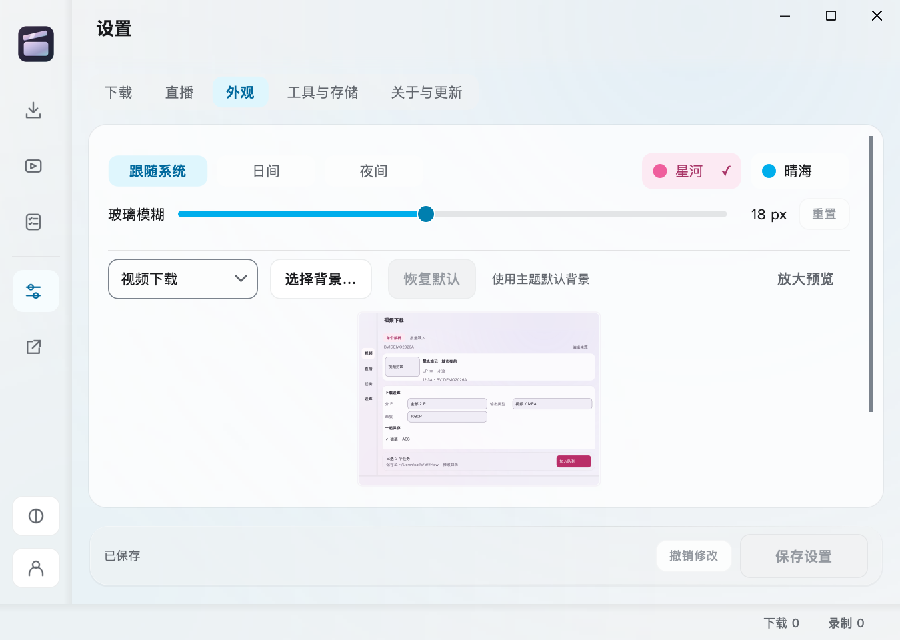 设置
下载 直播 外观 工具与存储 关于与更新
跟随系统 日间 夜间 星河 ✓ 晴海
玻璃模糊 18 px 重置
视频下载 选择背景... 恢复默认 使用主题默认背景 放大预览
视频下载
已保存 撤销修改 保存设置
下载 0 录制 0